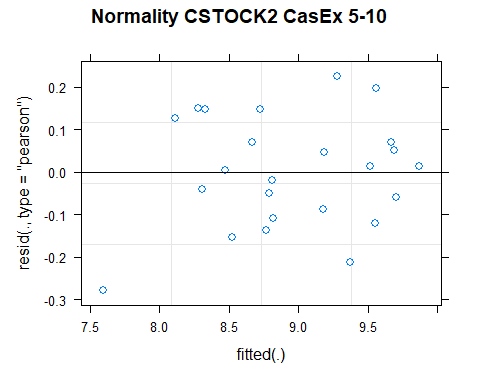 Normality CSTOCK2 CasEx 5-10
resid(., type = "pearson")
0.2
0.1
0.0
-0.1
-0.2
-0.3
7.5 8.0 8.5 9.0 9.5
fitted(.)